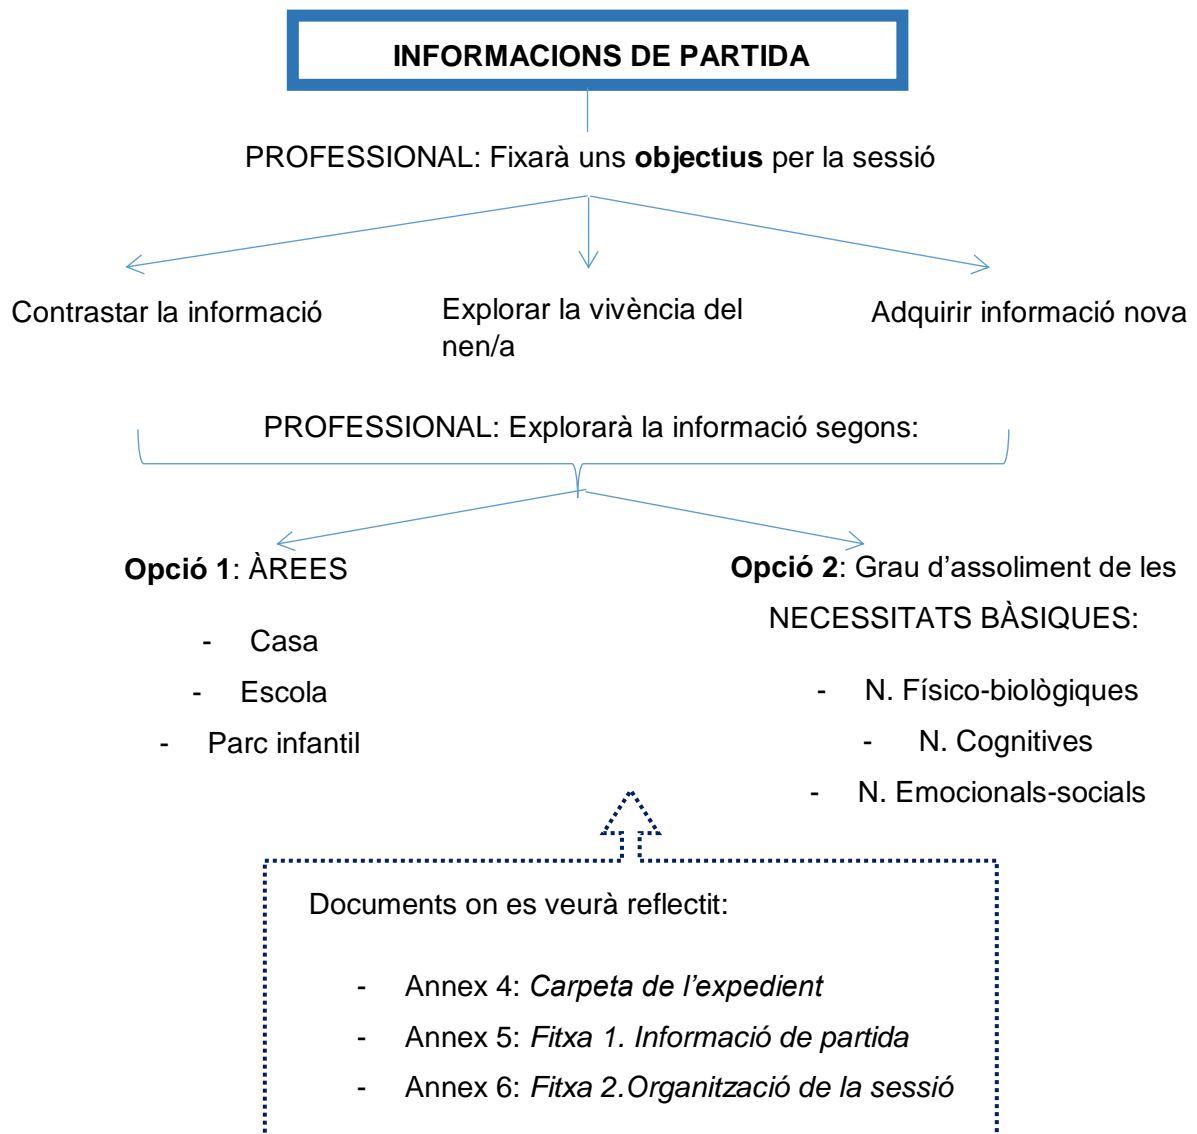 INFORMACIONS DE PARTIDA
PROFESSIONAL: Fixarà uns objectius per la sessió
Contrastar la informació
Explorar la vivència del
nen/a
Adquirir informació nova
PROFESSIONAL: Explorarà la informació segons:
Opció 1: ÀREES
- Casa
- Escola
- Parc infantil
Opció 2: Grau d'assoliment de les
NECESSITATS BÀSIQUES:
- N. Físico-biològiques
- N. Cognitives
- N. Emocionals-socials
Documents on es veurà reflectit:
- Annex 4: Carpeta de l'expedient
- Annex 5: Fitxa 1. Informació de partida
- Annex 6: Fitxa 2.Organització de la sessió